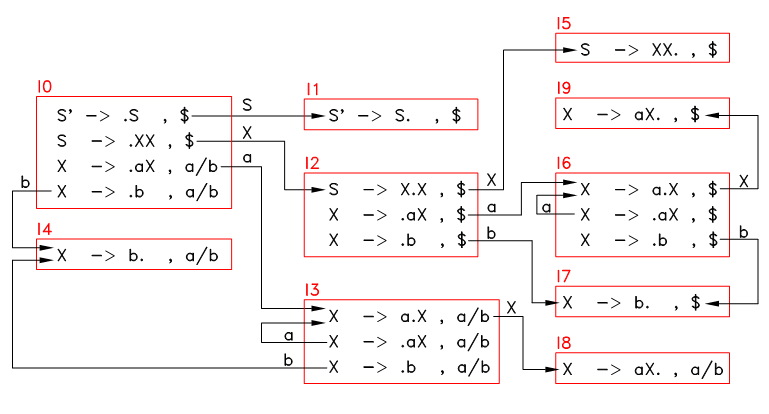 I0
S' -> .S , $
S -> .XX , $
X -> .aX , a/b
X -> .b , a/b
S
X
a
b
I1
S' -> S. , $
I2
S -> X.X , $
X -> .aX , $
X -> .b , $
X
a
b
I3
X -> a.X , a/b
X -> .aX , a/b
X -> .b , a/b
X
a
b
I4
X -> b. , a/b
I5
S -> XX. , $
I9
X -> aX. , $
I6
X -> a.X , $
X -> .aX , $
X -> .b , $
X
a
b
I7
X -> b. , $
I8
X -> aX. , a/b